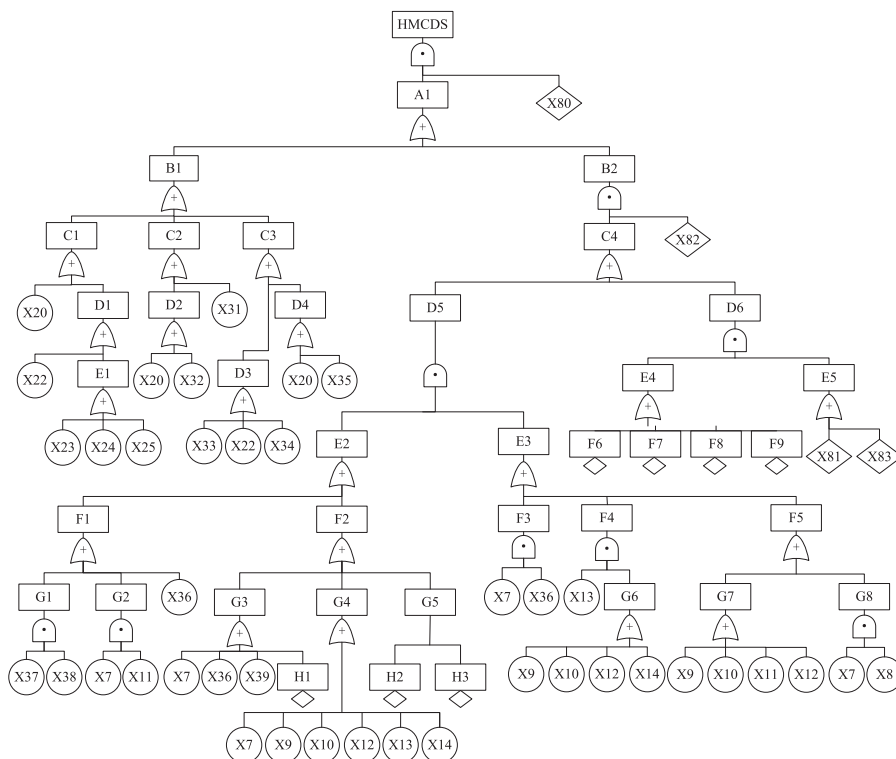 HMCDS
A1
X80
B1
B2
C1
C2
C3
C4
X82
X20
D1
D2
X31
D4
D5
D6
X22
E1
X20
X32
D3
X20
X35
E4
E5
X23
X24
X25
X33
X22
X34
E2
E3
F6
F7
F8
F9
X81
X83
F1
F2
F3
F4
F5
G1
G2
X36
G3
G4
G5
X7
X36
X13
G6
G7
G8
X37
X38
X7
X11
X7
X36
X39
H1
H2
H3
X9
X10
X12
X14
X9
X10
X11
X12
X7
X8
X7
X9
X10
X12
X13
X14